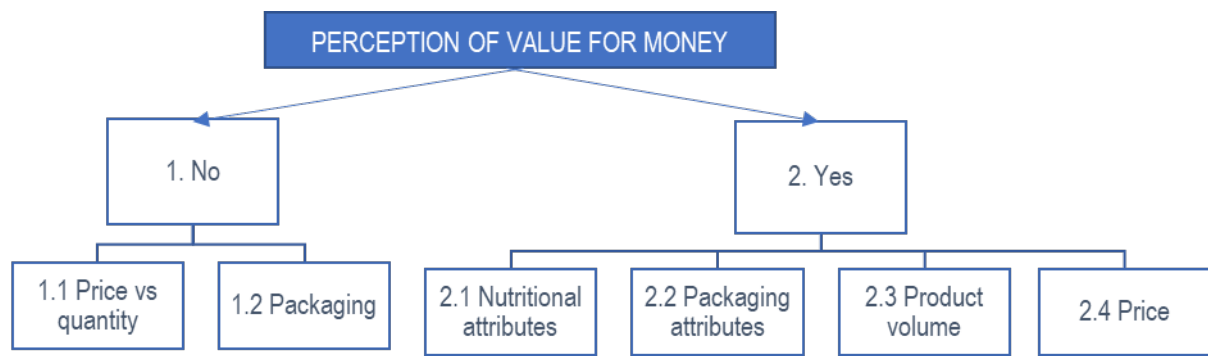 PERCEPTION OF VALUE FOR MONEY
1. No
2. Yes
1.1 Price vs
quantity
1.2 Packaging
2.1 Nutritional
attributes
2.2 Packaging
attributes
2.3 Product
volume
2.4 Price